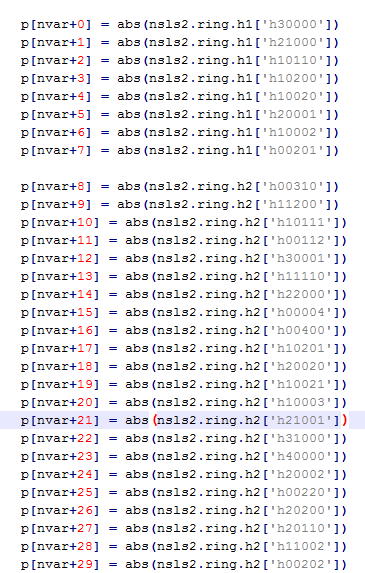 p[nvar+0] = abs(nsls2.ring.h1['h30000'])
p[nvar+1] = abs(nsls2.ring.h1['h21000'])
p[nvar+2] = abs(nsls2.ring.h1['h10110'])
p[nvar+3] = abs(nsls2.ring.h1['h10200'])
p[nvar+4] = abs(nsls2.ring.h1['h10020'])
p[nvar+5] = abs(nsls2.ring.h1['h20001'])
p[nvar+6] = abs(nsls2.ring.h1['h10002'])
p[nvar+7] = abs(nsls2.ring.h1['h00201'])
p[nvar+8] = abs(nsls2.ring.h2['h00310'])
p[nvar+9] = abs(nsls2.ring.h2['h11200'])
p[nvar+10] = abs(nsls2.ring.h2['h10111'])
p[nvar+11] = abs(nsls2.ring.h2['h00112'])
p[nvar+12] = abs(nsls2.ring.h2['h30001'])
p[nvar+13] = abs(nsls2.ring.h2['h11110'])
p[nvar+14] = abs(nsls2.ring.h2['h22000'])
p[nvar+15] = abs(nsls2.ring.h2['h00004'])
p[nvar+16] = abs(nsls2.ring.h2['h00400'])
p[nvar+17] = abs(nsls2.ring.h2['h10201'])
p[nvar+18] = abs(nsls2.ring.h2['h20020'])
p[nvar+19] = abs(nsls2.ring.h2['h10021'])
p[nvar+20] = abs(nsls2.ring.h2['h10003'])
p[nvar+21] = abs(nsls2.ring.h2['h21001'])
p[nvar+22] = abs(nsls2.ring.h2['h31000'])
p[nvar+23] = abs(nsls2.ring.h2['h40000'])
p[nvar+24] = abs(nsls2.ring.h2['h20002'])
p[nvar+25] = abs(nsls2.ring.h2['h00220'])
p[nvar+26] = abs(nsls2.ring.h2['h20200'])
p[nvar+27] = abs(nsls2.ring.h2['h20110'])
p[nvar+28] = abs(nsls2.ring.h2['h11002'])
p[nvar+29] = abs(nsls2.ring.h2['h00202'])